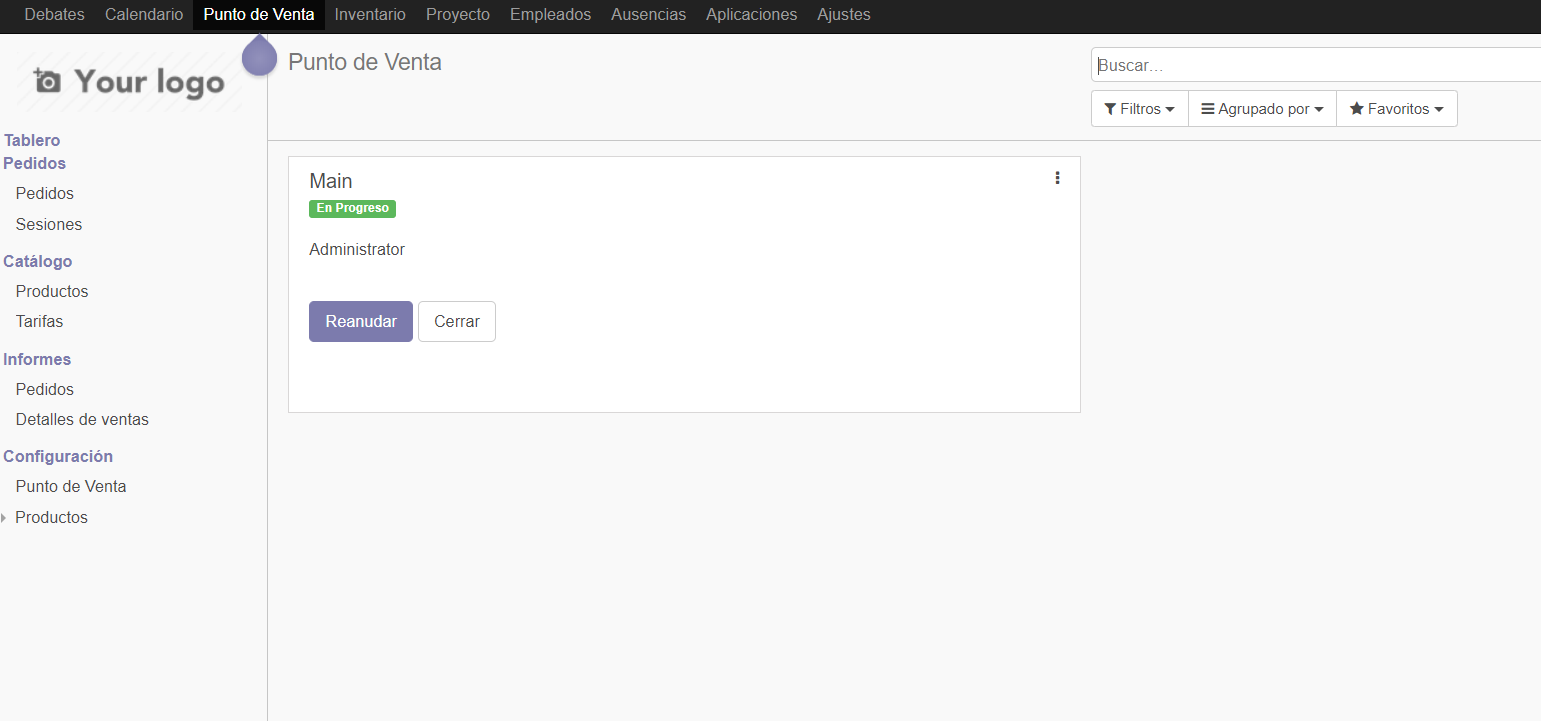 Debates Calendario Punto de Venta Inventario Proyecto Empleados Ausencias Aplicaciones Ajustes
Your logo
Punto de Venta
Buscar...
Filtros Agrupado por Favoritos
Tablero
Pedidos
Pedidos
Sesiones
Catálogo
Productos
Tarifas
Informes
Pedidos
Detalles de ventas
Configuración
Punto de Venta
Productos
Main
En Progreso
Administrator
Reanudar Cerrar